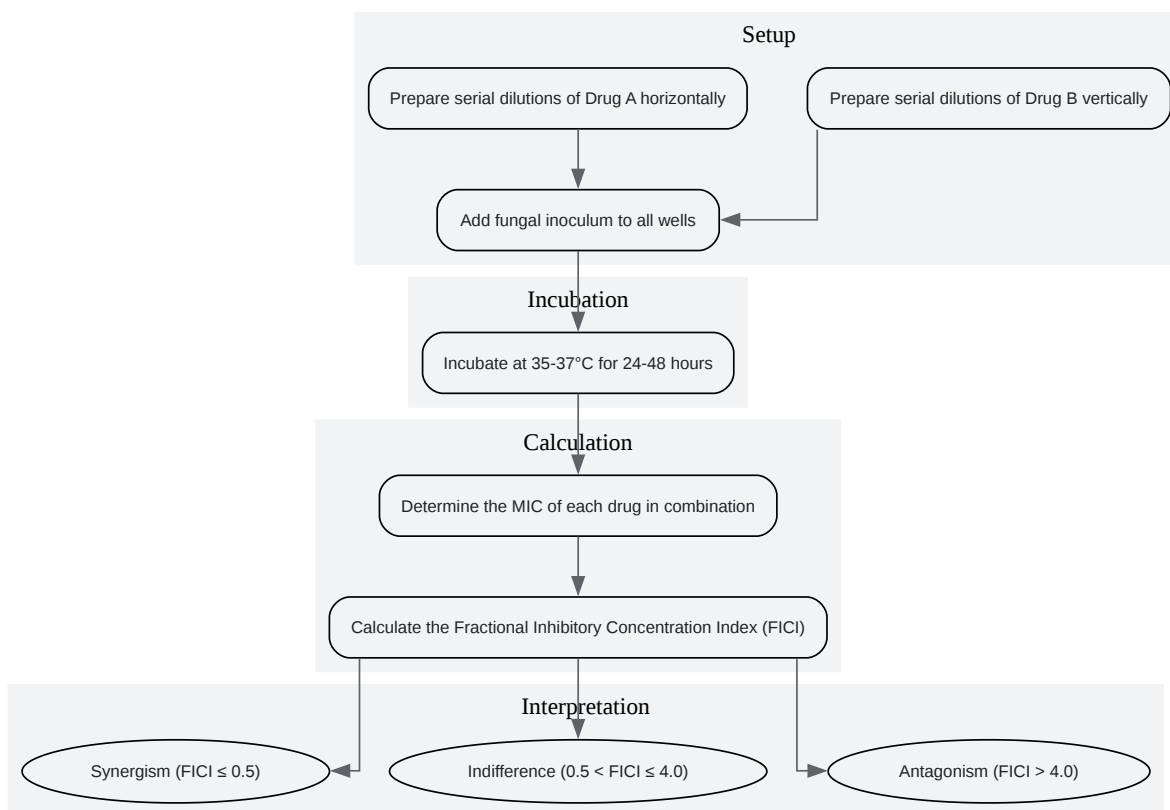 Setup
Prepare serial dilutions of Drug A horizontally
Prepare serial dilutions of Drug B vertically
Add fungal inoculum to all wells
Incubation
Incubate at 35-37°C for 24-48 hours
Calculation
Determine the MIC of each drug in combination
Calculate the Fractional Inhibitory Concentration Index (FICI)
Interpretation
Synergism (FICI ≤ 0.5)
Indifference (0.5 < FICI ≤ 4.0)
Antagonism (FICI > 4.0)